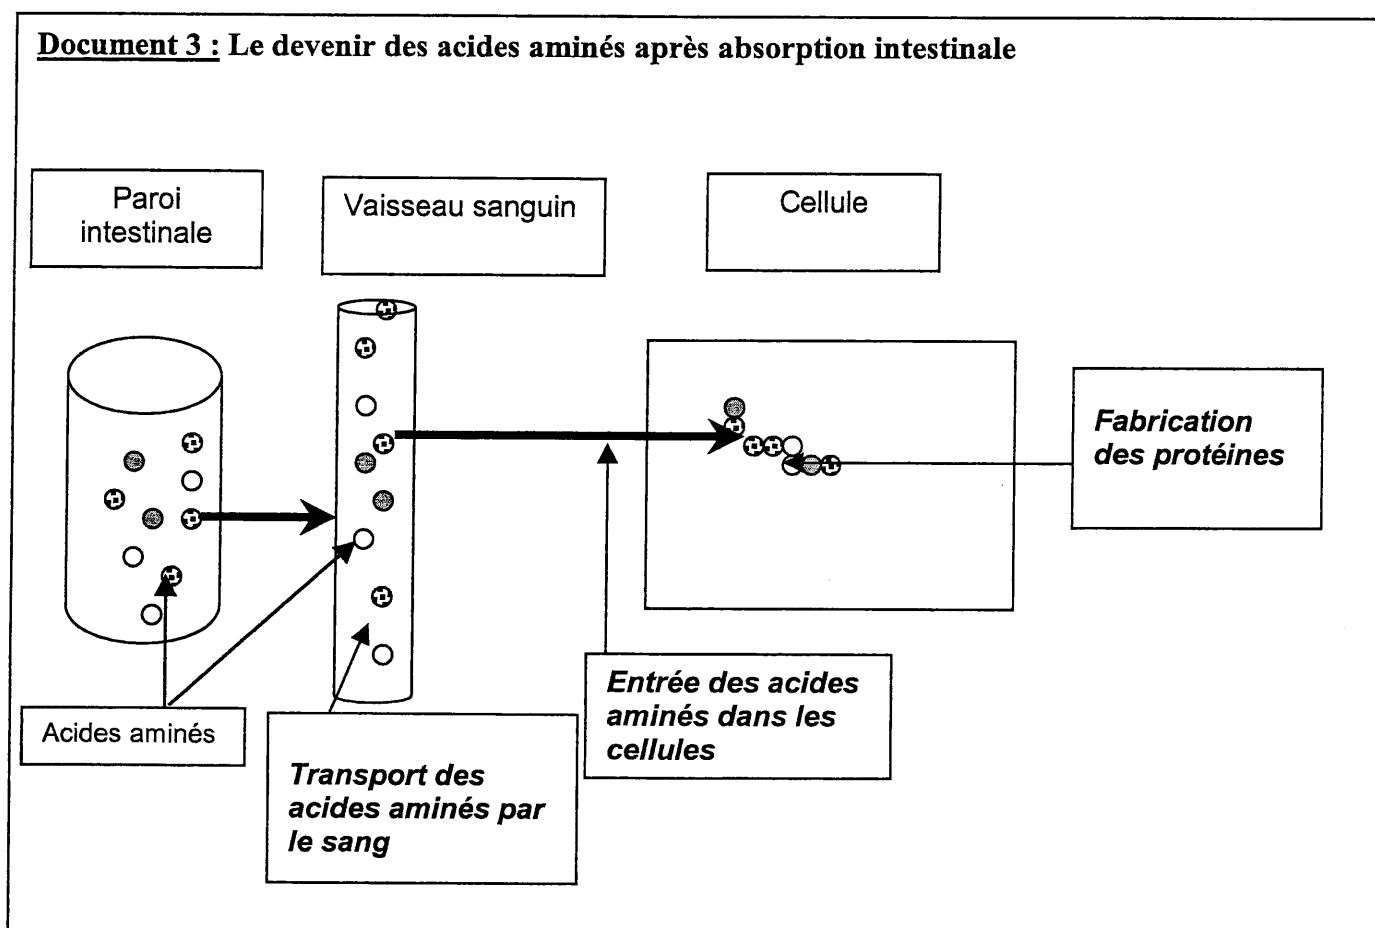 Document 3 : Le devenir des acides aminés après absorption intestinale
Paroi
intestinale
Vaisseau sanguin
Cellule
Fabrication
des protéines
Entrée des acides
aminés dans les
cellules
Acides aminés
Transport des
acides aminés par
le sang